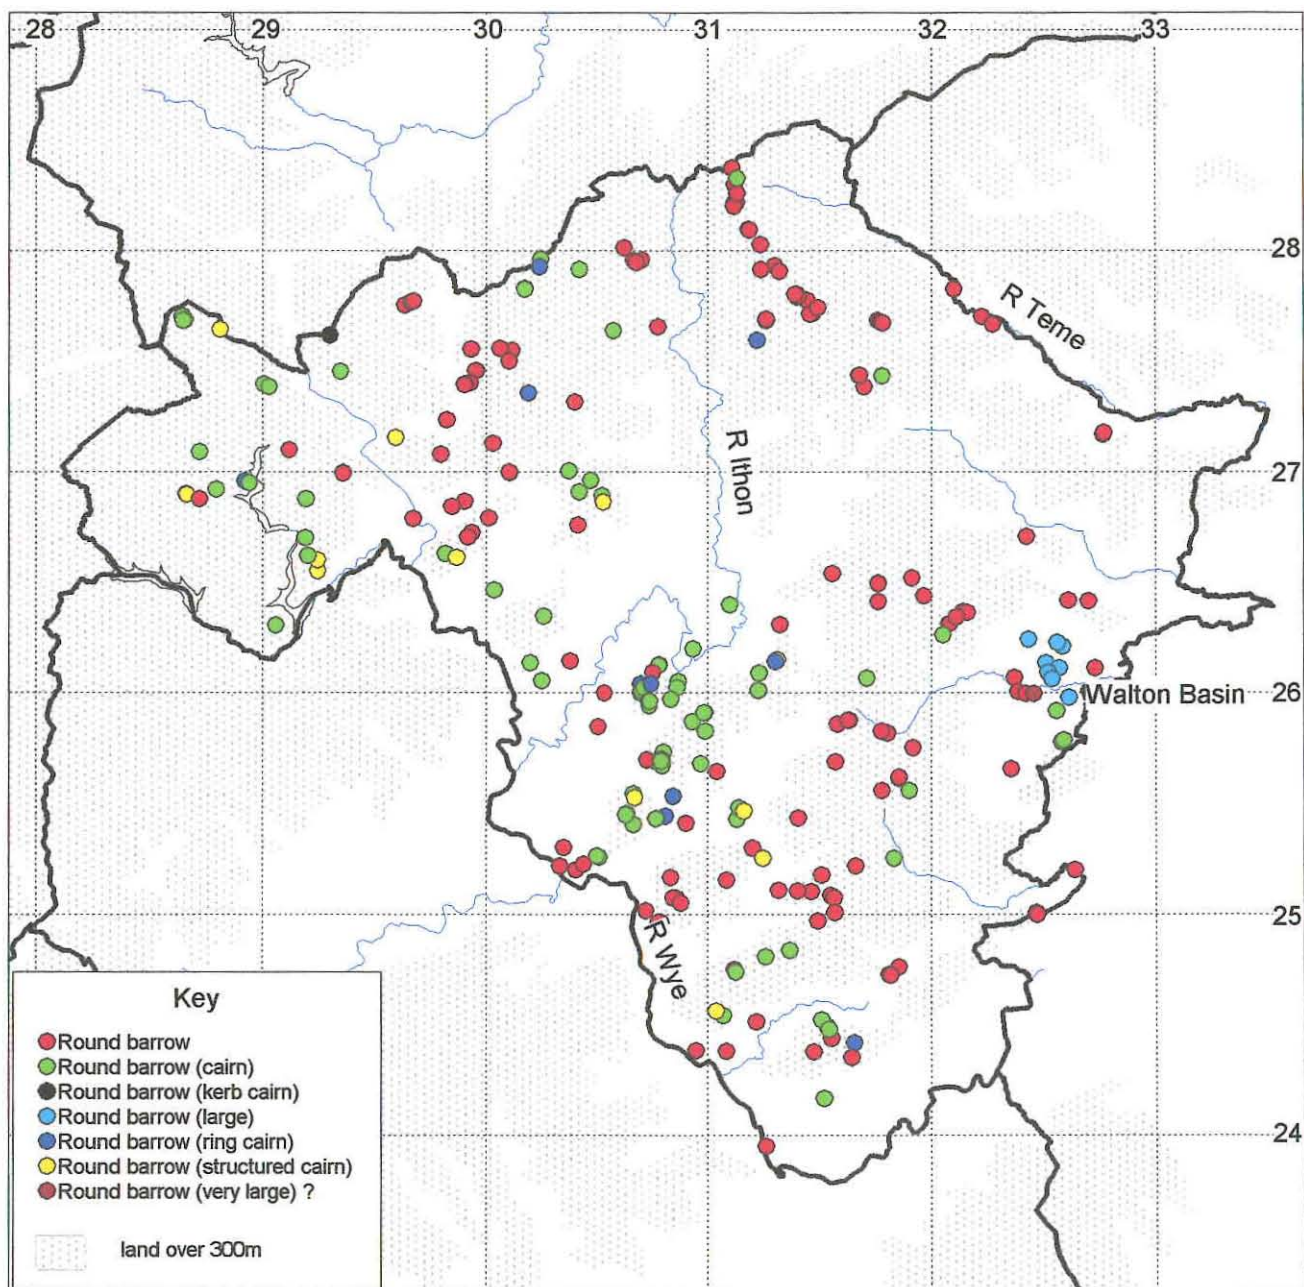 28 29 30 31 32 33
28
R Teme
27
R Ithon
26
Walton Basin
25
R Wye
24
Key
Round barrow
Round barrow (cairn)
Round barrow (kerb cairn)
Round barrow (large)
Round barrow (ring cairn)
Round barrow (structured cairn)
Round barrow (very large) ?
land over 300m